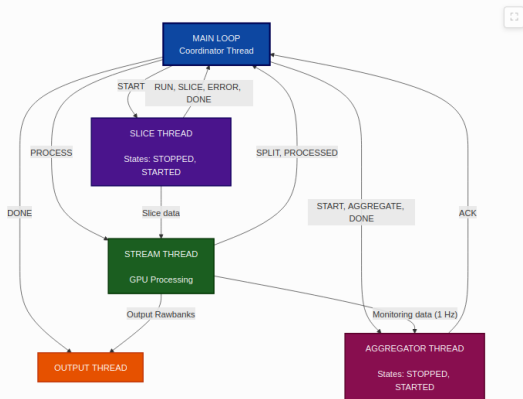 MAIN LOOP
Coordinator Thread
START
RUN, SLICE, ERROR,
DONE
SLICE THREAD
States: STOPPED,
STARTED
PROCESS
SPLIT, PROCESSED
DONE
Slice data
START, AGGREGATE,
DONE
ACK
STREAM THREAD
GPU Processing
Output Rawbanks
Monitoring data (1 Hz)
OUTPUT THREAD
AGGREGATOR THREAD
States: STOPPED,
STARTED